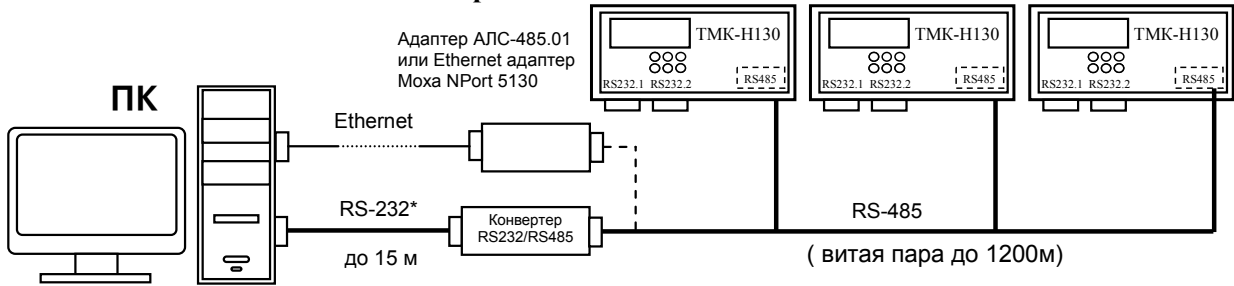 Адаптер АЛС-485.01
или Ethernet адаптер
Moxa NPort 5130
ТМК-Н130
RS232.1 RS232.2
RS485
ТМК-Н130
RS232.1 RS232.2
RS485
ТМК-Н130
RS232.1 RS232.2
RS485
ПК
Ethernet
RS-232*
до 15 м
Конвертер
RS232/RS485
RS-485
( витая пара до 1200м)